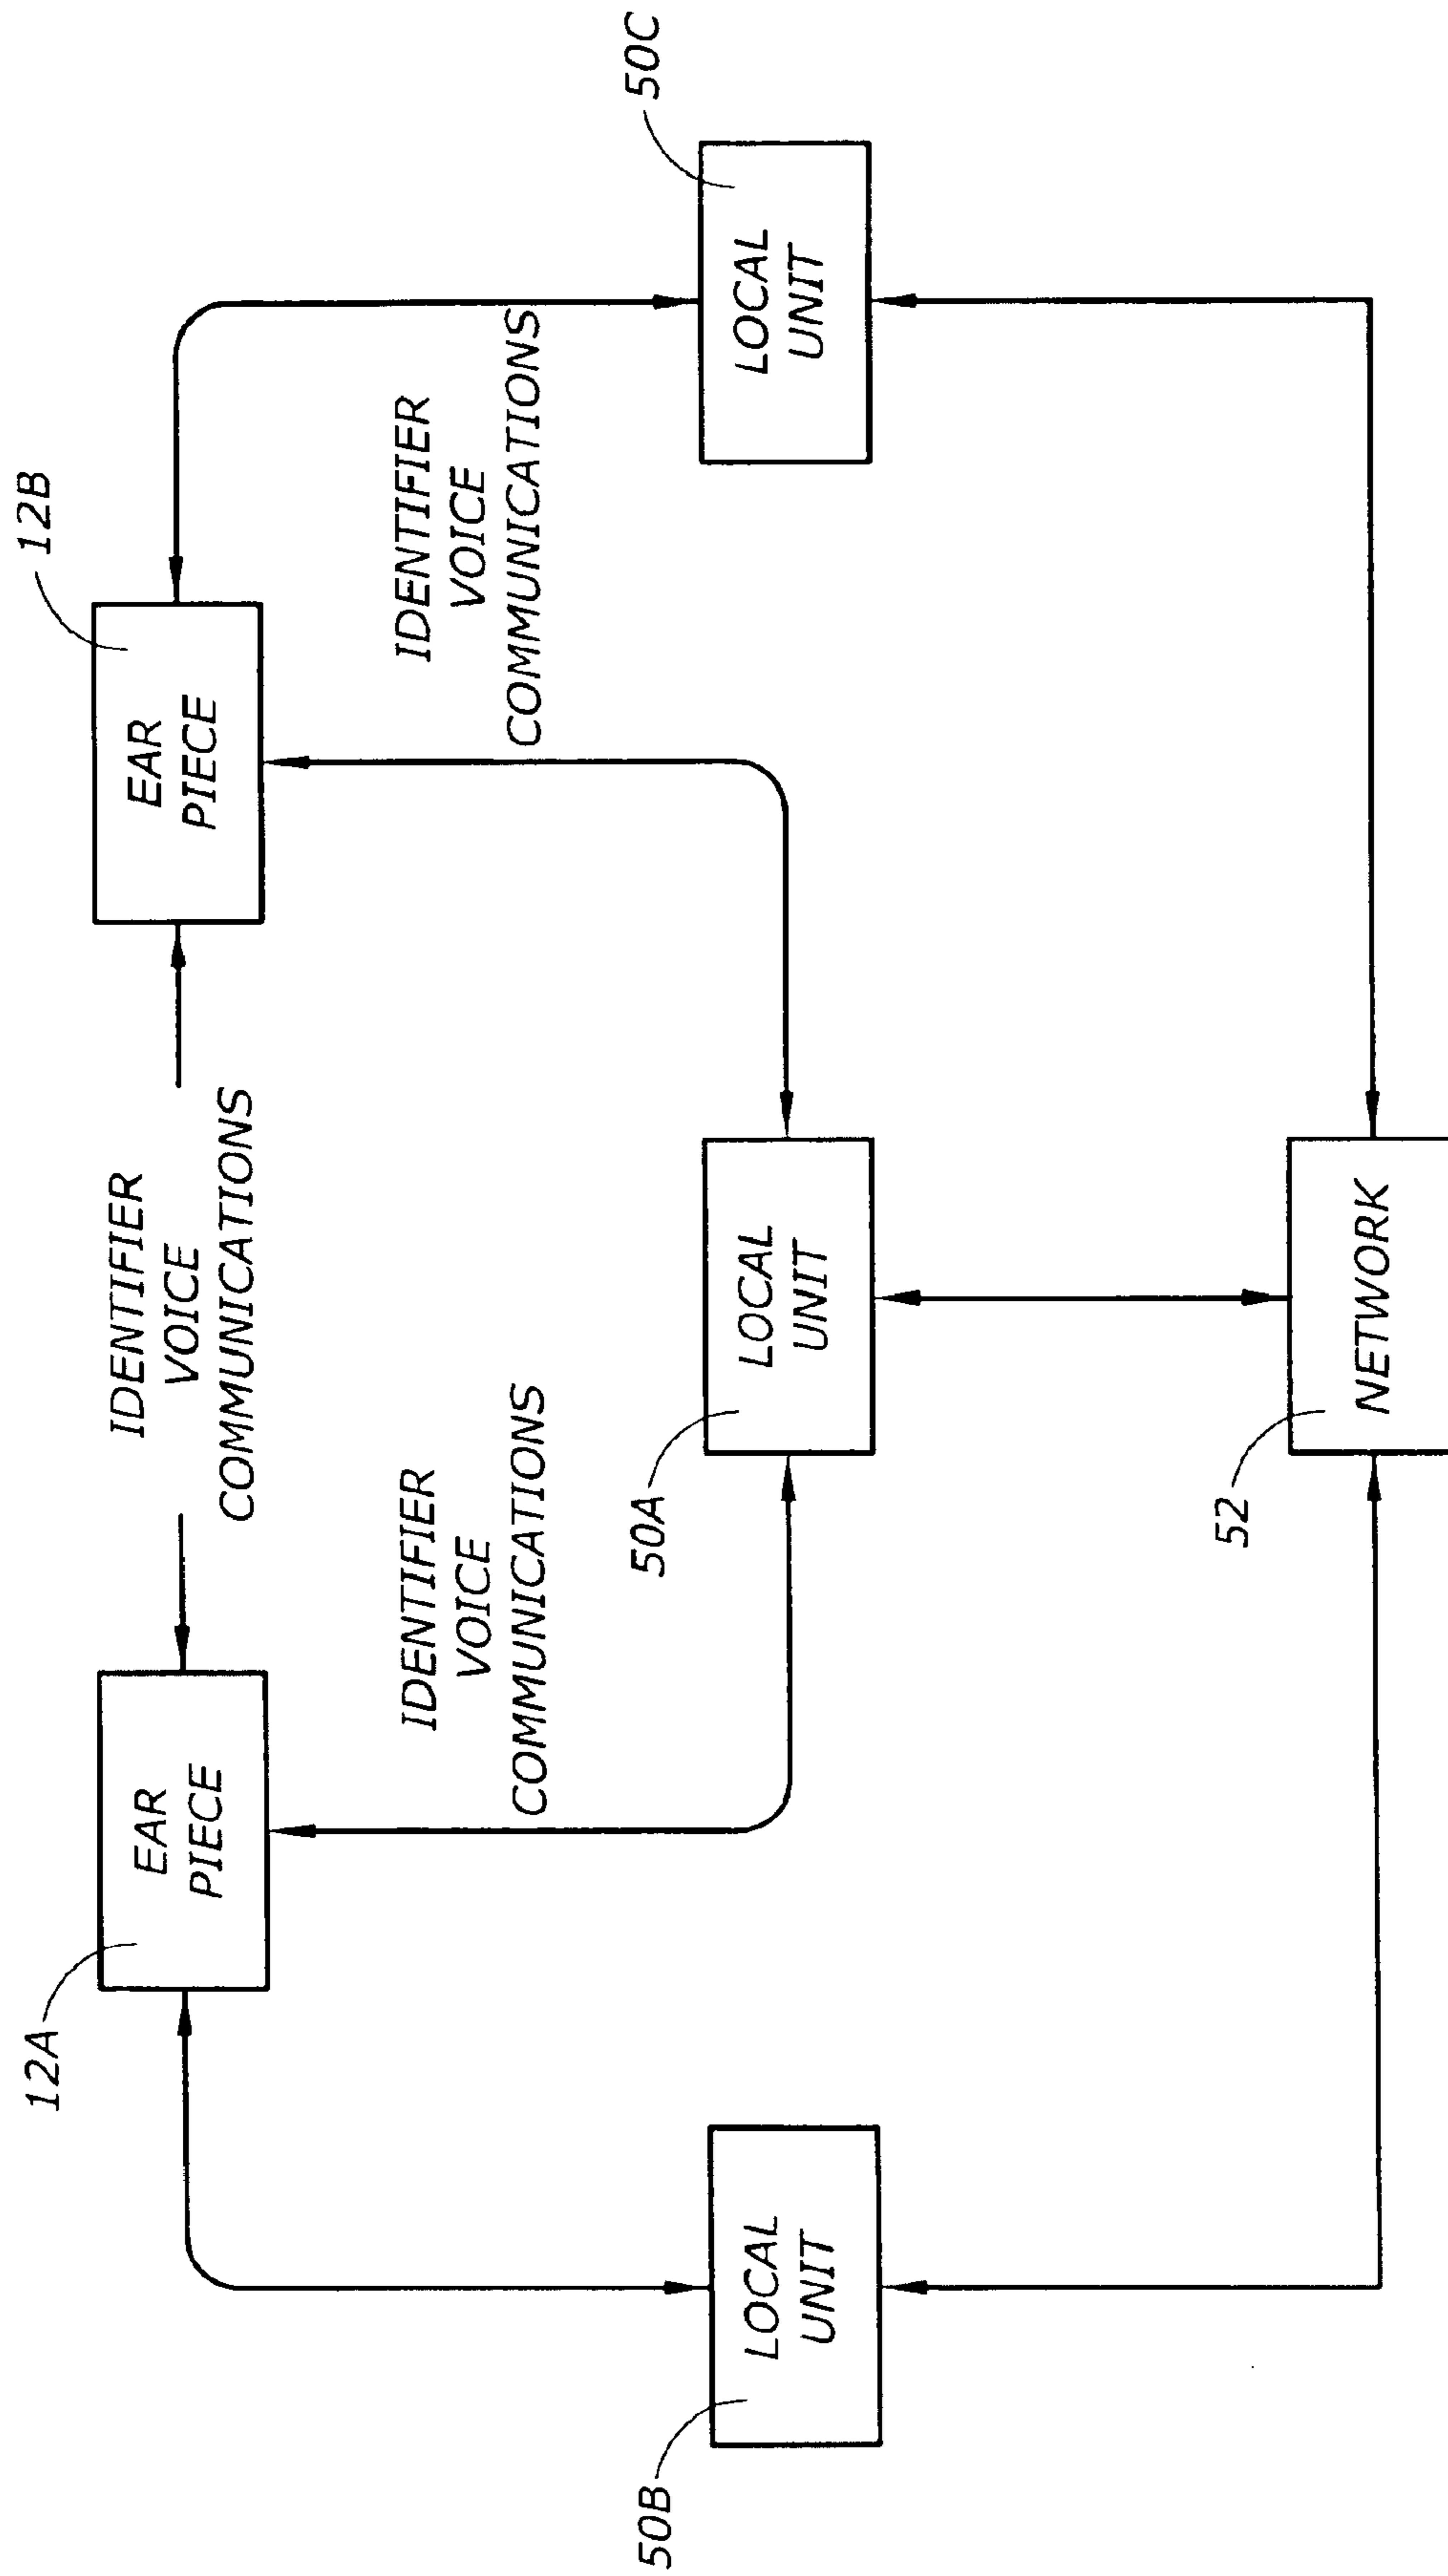 12A
EAR
PIECE
IDENTIFIER
VOICE
COMMUNICATIONS
12B
EAR
PIECE
IDENTIFIER
VOICE
COMMUNICATIONS
IDENTIFIER
VOICE
COMMUNICATIONS
50B
LOCAL
UNIT
50A
LOCAL
UNIT
50C
LOCAL
UNIT
52
NETWORK